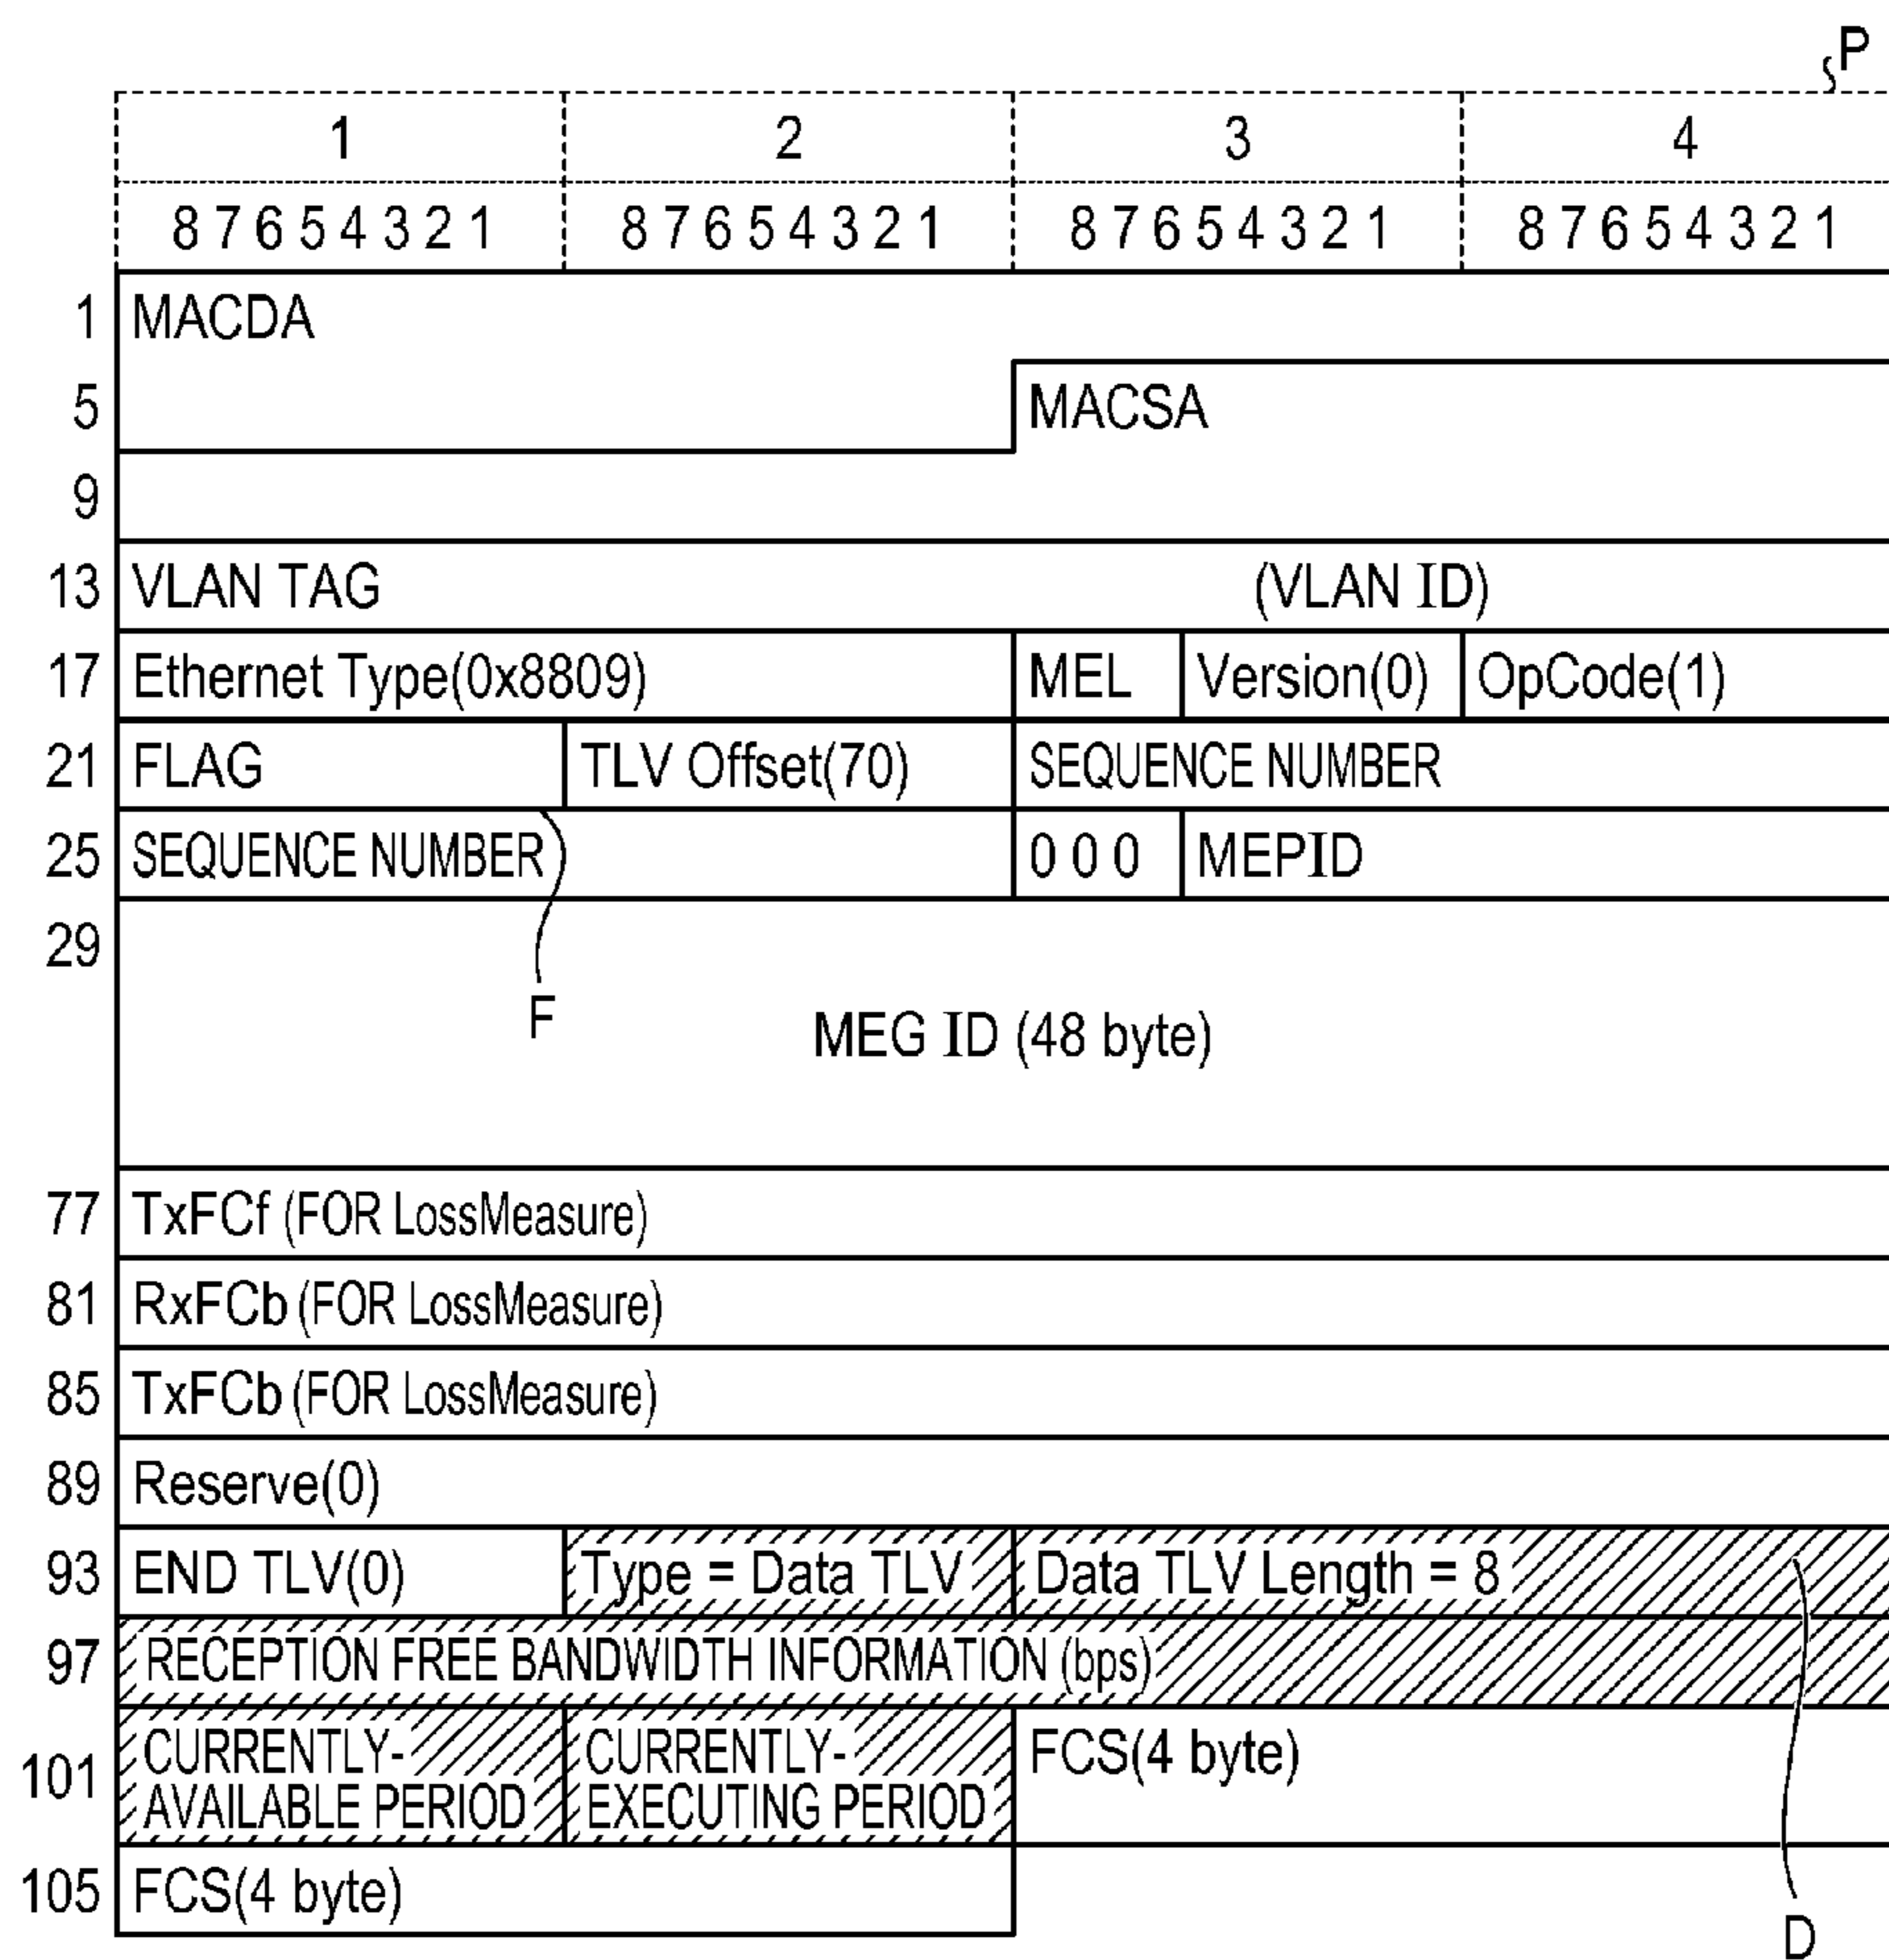 P
1 2 3 4
8 7 6 5 4 3 2 1 8 7 6 5 4 3 2 1 8 7 6 5 4 3 2 1 8 7 6 5 4 3 2 1
1 MACDA
5 MACSA
9
13 VLAN TAG (VLAN ID)
17 Ethernet Type(0x8809) MEL Version(0) OpCode(1)
21 FLAG TLV Offset(70) SEQUENCE NUMBER
25 SEQUENCE NUMBER 0 0 0 MEPID
29
F
MEG ID (48 byte)
77 TxFCf (FOR LossMeasure)
81 RxFCb (FOR LossMeasure)
85 TxFCb (FOR LossMeasure)
89 Reserve(0)
93 END TLV(0) Type = Data TLV Data TLV Length = 8
97 RECEPTION FREE BANDWIDTH INFORMATION (bps)
101 CURRENTLY-
AVAILABLE PERIOD
CURRENTLY-
EXECUTING PERIOD
FCS(4 byte)
105 FCS(4 byte)
D